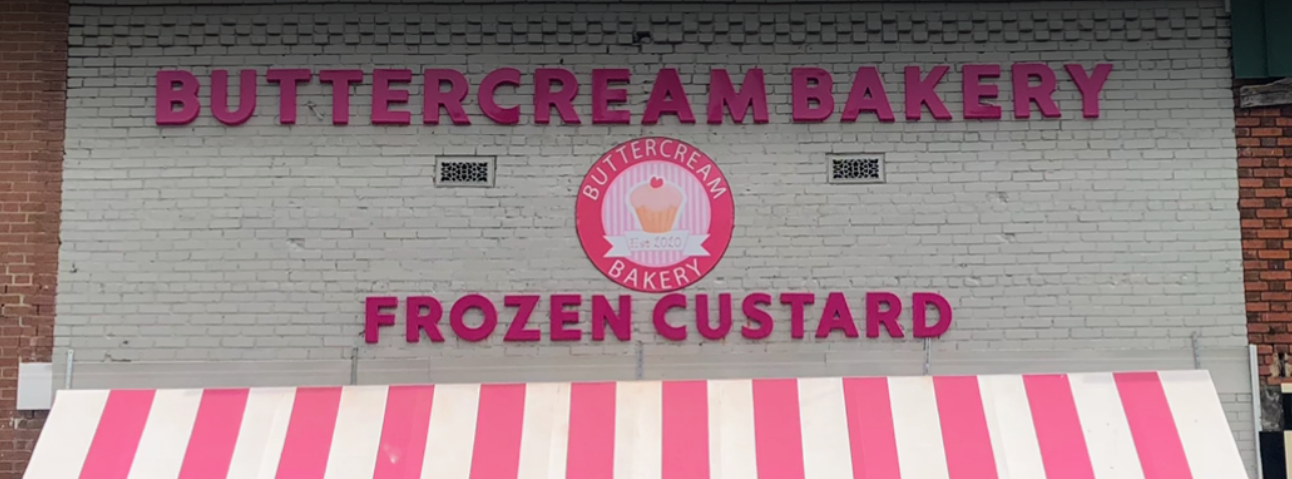 BUTTERCREAM BAKERY
BUTTERCREAM
Est 2020
BAKERY
FROZEN CUSTARD